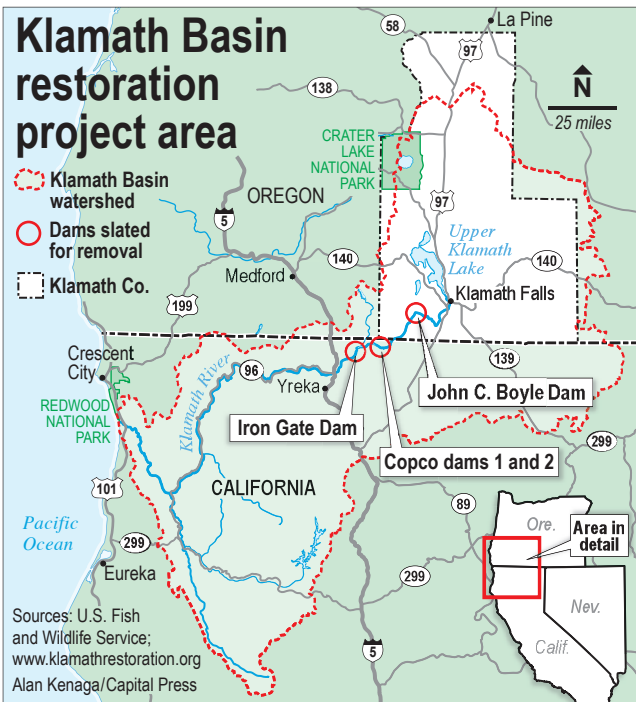 Klamath Basin
restoration
project area
Klamath Basin
watershed
Dams slated
for removal
Klamath Co.
N
25 miles
La Pine
58
97
138
CRATER
LAKE
NATIONAL
PARK
OREGON
5
97
Upper
Klamath
Lake
140
140
Medford
Klamath Falls
199
Crescent
City
139
Klamath River
96
Yreka
John C. Boyle Dam
REDWOOD
NATIONAL
PARK
Iron Gate Dam
Copco dams 1 and 2
299
101
CALIFORNIA
89
Pacific
Ocean
299
Eureka
299
5
Ore.
Area in
detail
Nev.
Calif.
Sources: U.S. Fish
and Wildlife Service;
www.klamathrestoration.org
Alan Kenaga/Capital Press